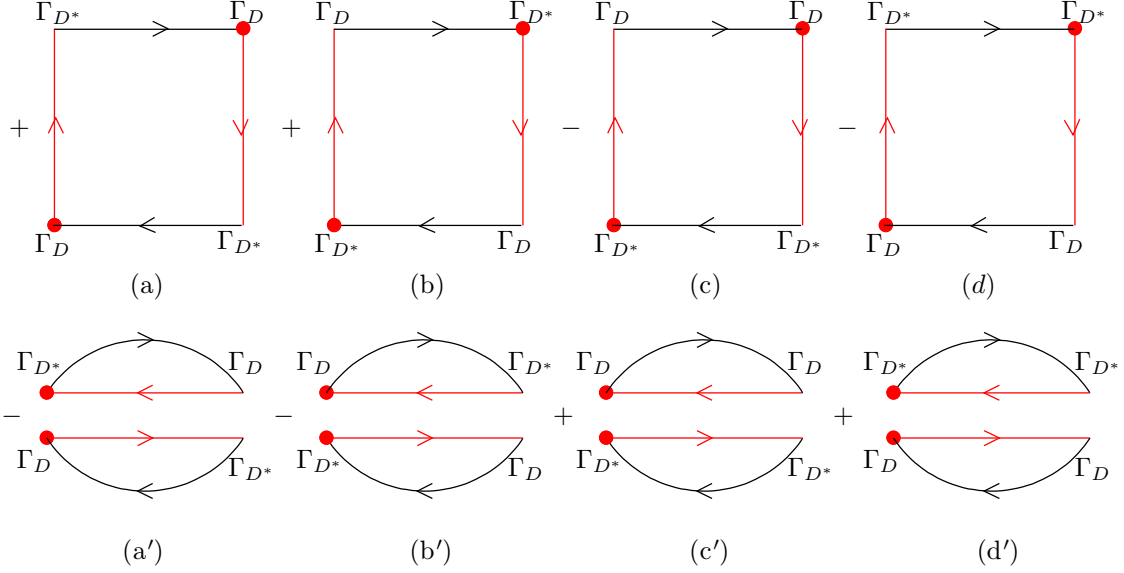 Γ_{D*} Γ_D Γ_D Γ_{D*} Γ_D Γ_D Γ_{D*} Γ_{D*}
+ + − −
Γ_D Γ_{D*} Γ_{D*} Γ_D Γ_{D*} Γ_{D*} Γ_D Γ_D
(a) (b) (c) (d)
Γ_{D*} Γ_D Γ_D Γ_{D*} Γ_D Γ_D Γ_{D*} Γ_{D*}
− − + +
Γ_D Γ_{D*} Γ_{D*} Γ_D Γ_{D*} Γ_{D*} Γ_D Γ_D
(a′) (b′) (c′) (d′)